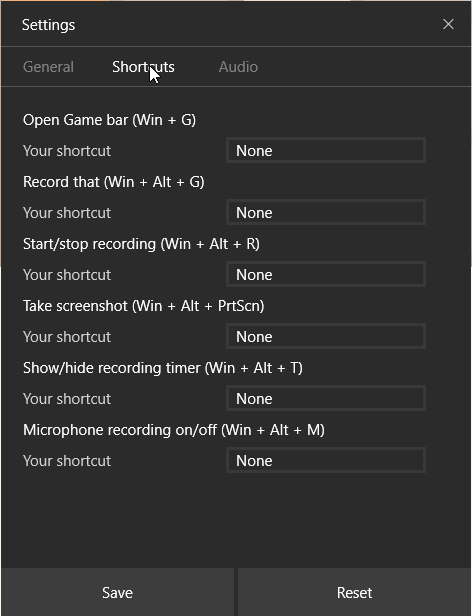 Settings
General Shortcuts Audio
Open Game bar (Win + G)
Your shortcut None
Record that (Win + Alt + G)
Your shortcut None
Start/stop recording (Win + Alt + R)
Your shortcut None
Take screenshot (Win + Alt + PrtScn)
Your shortcut None
Show/hide recording timer (Win + Alt + T)
Your shortcut None
Microphone recording on/off (Win + Alt + M)
Your shortcut None
Save Reset